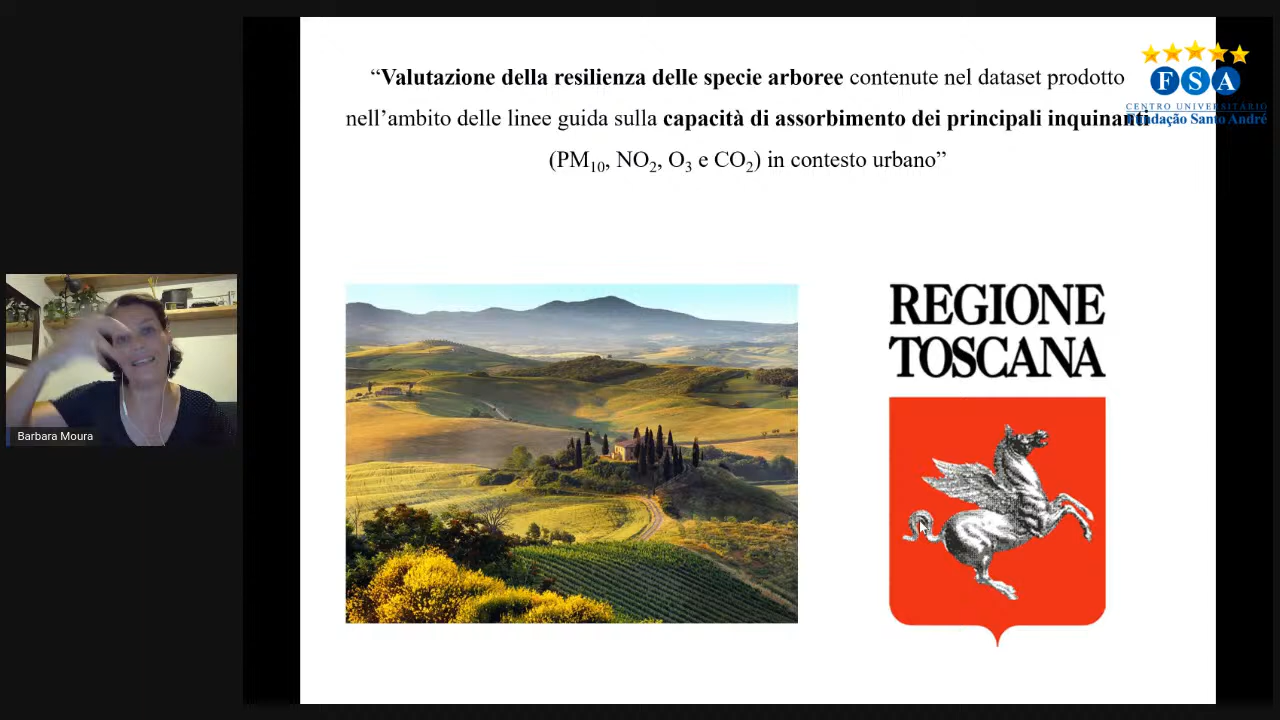 “Valutazione della resilienza delle specie arboree contenute nel dataset prodotto
nell’ambito delle linee guida sulla capacità di assorbimento dei principali inquinanti
(PM10, NO2, O3 e CO2) in contesto urbano”
FSA
CENTRO UNIVERSITÁRIO
Fundação Santo André
REGIONE
TOSCANA
Barbara Moura